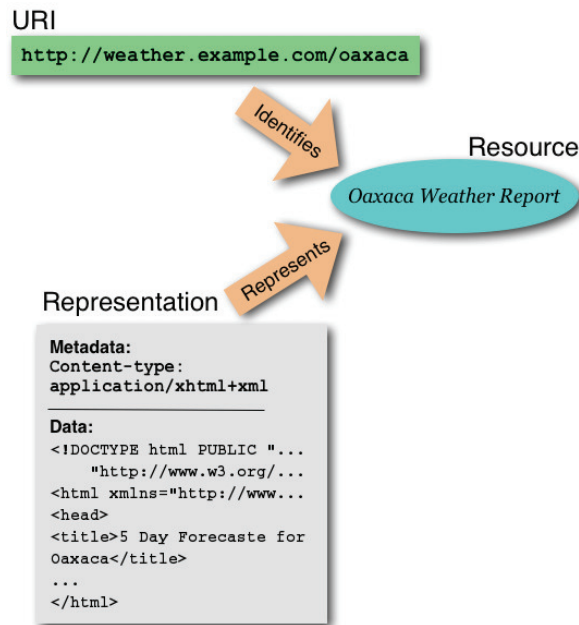 URI
http://weather.example.com/oaxaca
Identifies
Resource
Oaxaca Weather Report
Represents
Representation
Metadata:
Content-type:
application/xhtml+xml
Data:
<!DOCTYPE html PUBLIC "...
"http://www.w3.org/...
<html xmlns="http://www...
<head>
<title>5 Day Forecaste for
Oaxaca</title>
...
</html>